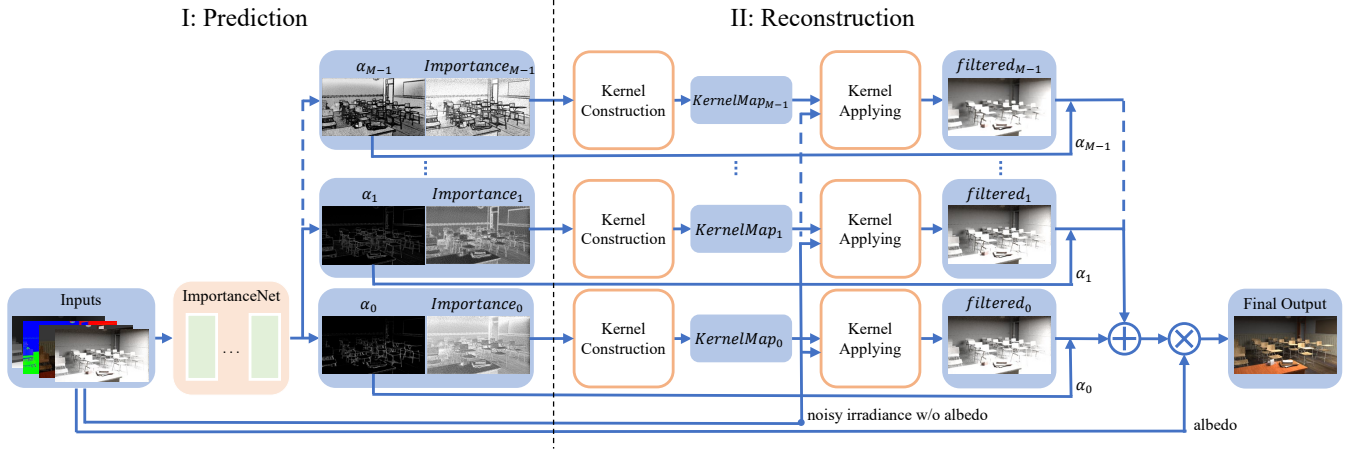 I: Prediction
II: Reconstruction
α_{M-1} Importance_{M-1}
Kernel
Construction
KernelMap_{M-1}
Kernel
Applying
filtered_{M-1}
α_{M-1}
α_1 Importance_1
Kernel
Construction
KernelMap_1
Kernel
Applying
filtered_1
α_1
Inputs
ImportanceNet
...
α_0 Importance_0
Kernel
Construction
KernelMap_0
Kernel
Applying
filtered_0
α_0
Final Output
noisy irradiance w/o albedo
albedo